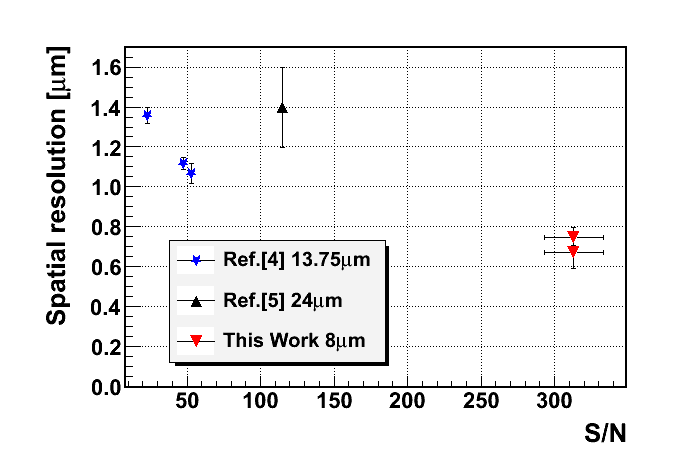 Spatial resolution [μm]
1.6
1.4
1.2
1.0
0.8
0.6
0.4
0.2
0.0
Ref.[4] 13.75μm
Ref.[5] 24μm
This Work 8μm
50 100 150 200 250 300
S/N